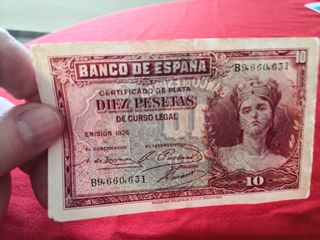 BANCO DE ESPAÑA
10
CERTIFICADO DE PLATA
B9,660,631
DIEZ PESETAS
DE CURSO LEGAL
EMISIÓN 1935
EL GOBERNADOR
EL INTERVENTOR
B9,660,631
10